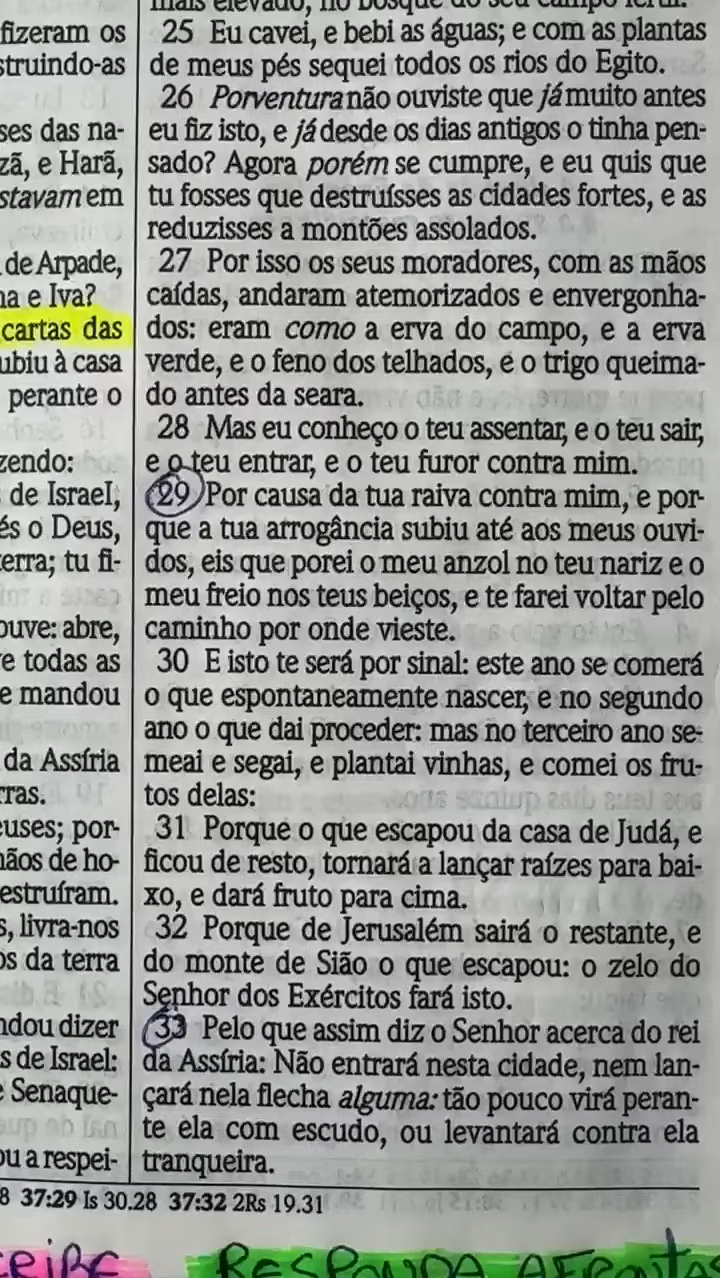 fizeram os
struindo-as
ses das na-
zã, e Harã,
stavam em
de Arpade,
na e Iva?
cartas das
ubiu à casa
perante o
zendo:
de Israel,
és o Deus,
terra; tu fi-
ouve: abre,
e todas as
e mandou
da Assíria
rras.
euses; por-
mãos de ho-
estruíram.
s, livra-nos
os da terra
ndou dizer
s de Israel:
e Senaque-
ou a respei-
mais elevado, no bosque do seu campo fértil.
25 Eu cavei, e bebi as águas; e com as plantas
de meus pés sequei todos os rios do Egito.
26 Porventura não ouviste que já muito antes
eu fiz isto, e já desde os dias antigos o tinha pen-
sado? Agora porém se cumpre, e eu quis que
tu fosses que destruísses as cidades fortes, e as
reduzisses a montões assolados.
27 Por isso os seus moradores, com as mãos
caídas, andaram atemorizados e envergonha-
dos: eram como a erva do campo, e a erva
verde, e o feno dos telhados, e o trigo queima-
do antes da seara.
28 Mas eu conheço o teu assentar, e o teu sair,
e o teu entrar, e o teu furor contra mim.
29 Por causa da tua raiva contra mim, e por-
que a tua arrogância subiu até aos meus ouvi-
dos, eis que porei o meu anzol no teu nariz e o
meu freio nos teus beiços, e te farei voltar pelo
caminho por onde vieste.
30 E isto te será por sinal: este ano se comerá
o que espontaneamente nascer, e no segundo
ano o que daí proceder: mas no terceiro ano se-
meai e segai, e plantai vinhas, e comei os fru-
tos delas:
31 Porque o que escapou da casa de Judá, e
ficou de resto, tornará a lançar raízes para bai-
xo, e dará fruto para cima.
32 Porque de Jerusalém sairá o restante, e
do monte de Sião o que escapou: o zelo do
Senhor dos Exércitos fará isto.
33 Pelo que assim diz o Senhor acerca do rei
da Assíria: Não entrará nesta cidade, nem lan-
çará nela flecha alguma: tão pouco virá peran-
te ela com escudo, ou levantará contra ela
tranqueira.
8 37:29 Is 30.28 37:32 2Rs 19.31
RESPONDA AFRONTAS